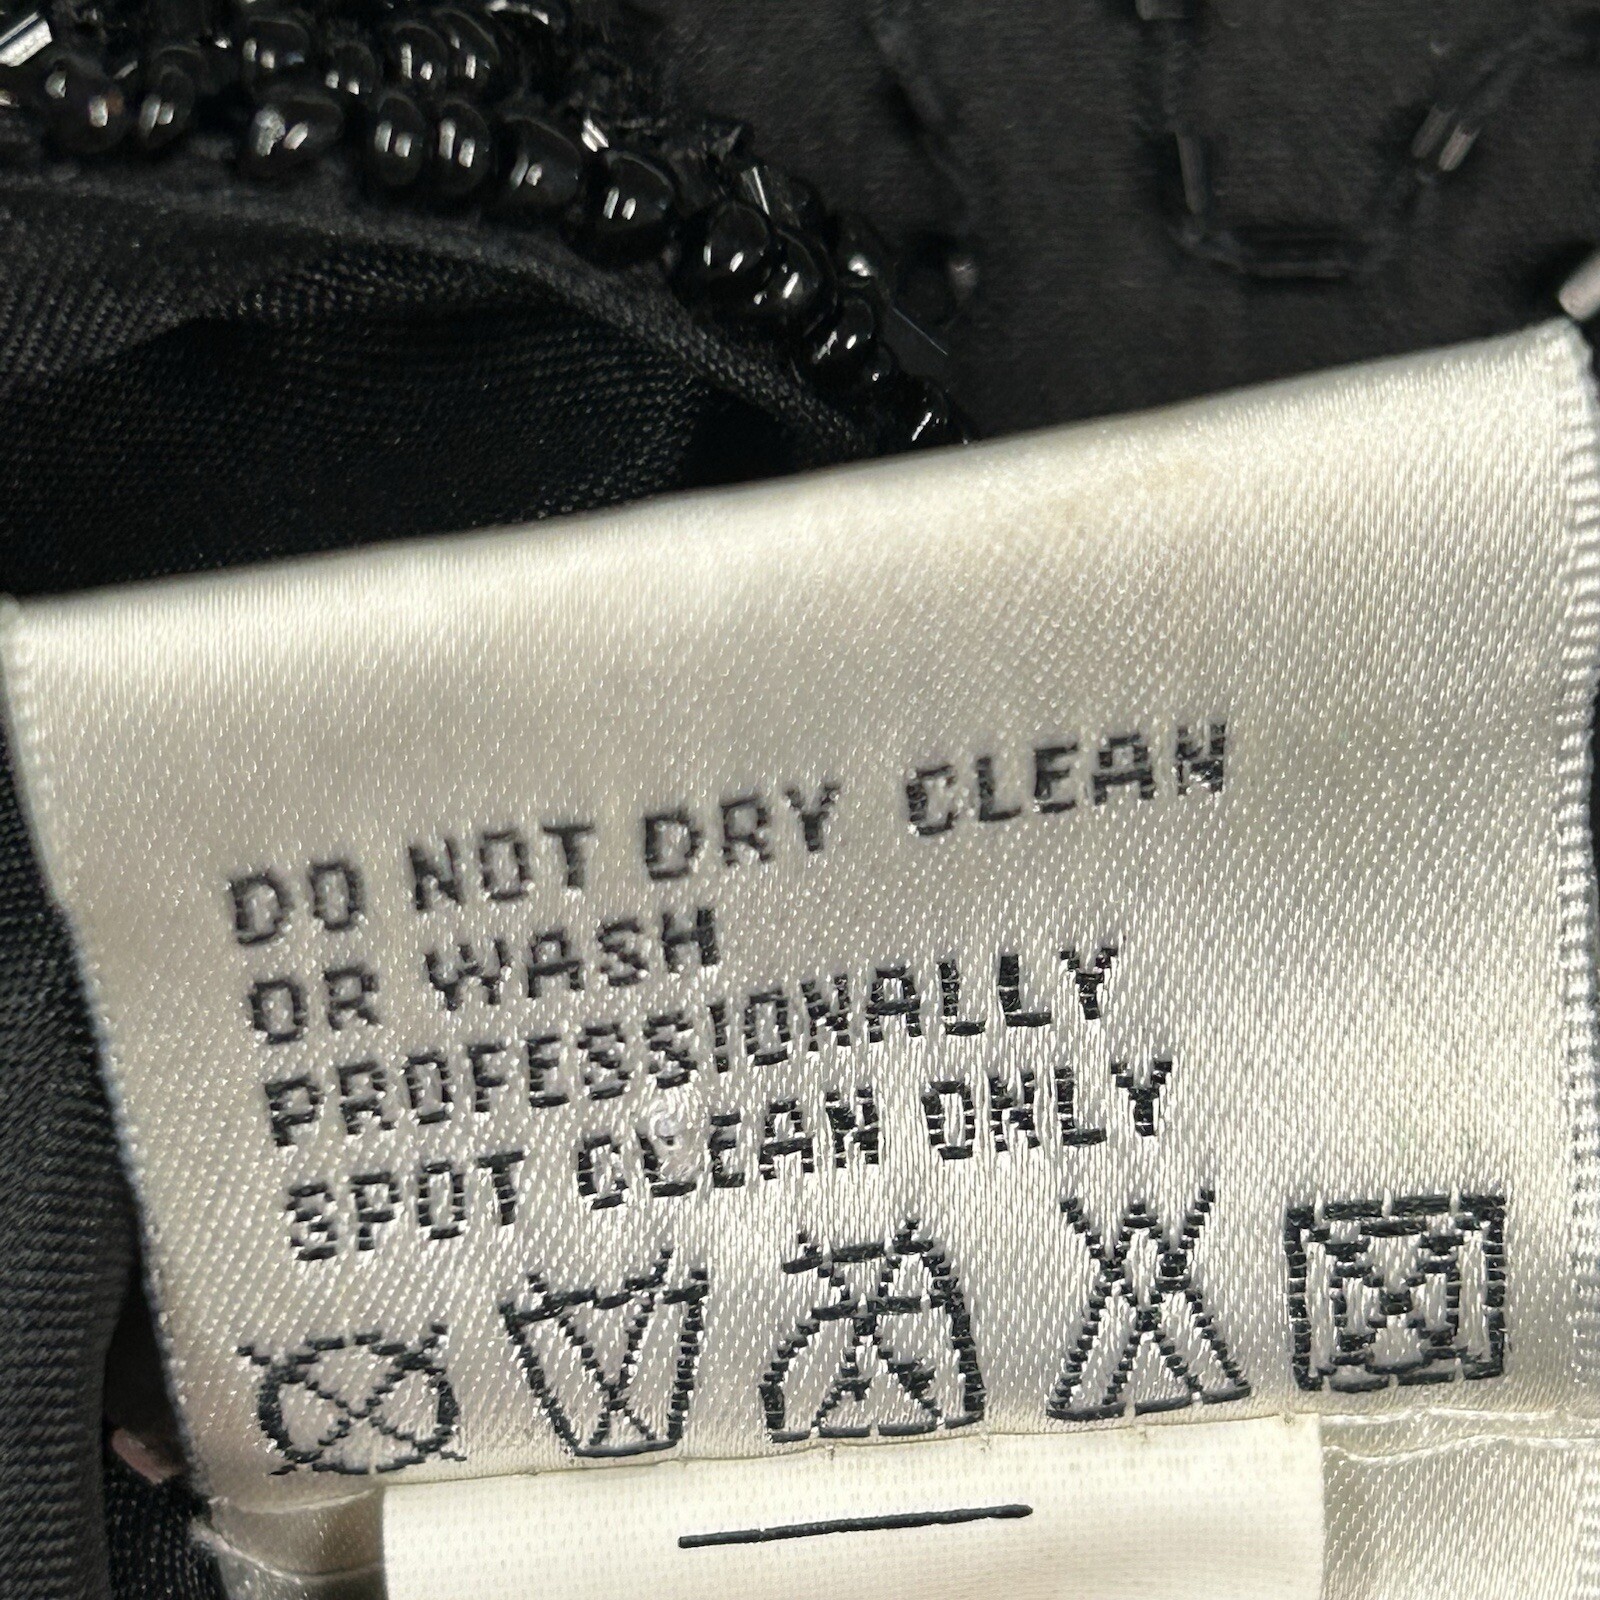 DO NOT DRY CLEAN
OR WASH
PROFESSIONALLY
SPOT CLEAN ONLY